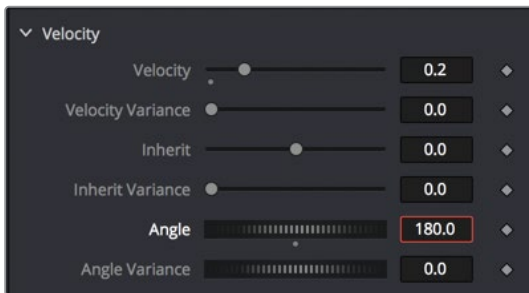 Velocity
Velocity 0.2
Velocity Variance 0.0
Inherit 0.0
Inherit Variance 0.0
Angle 180.0
Angle Variance 0.0